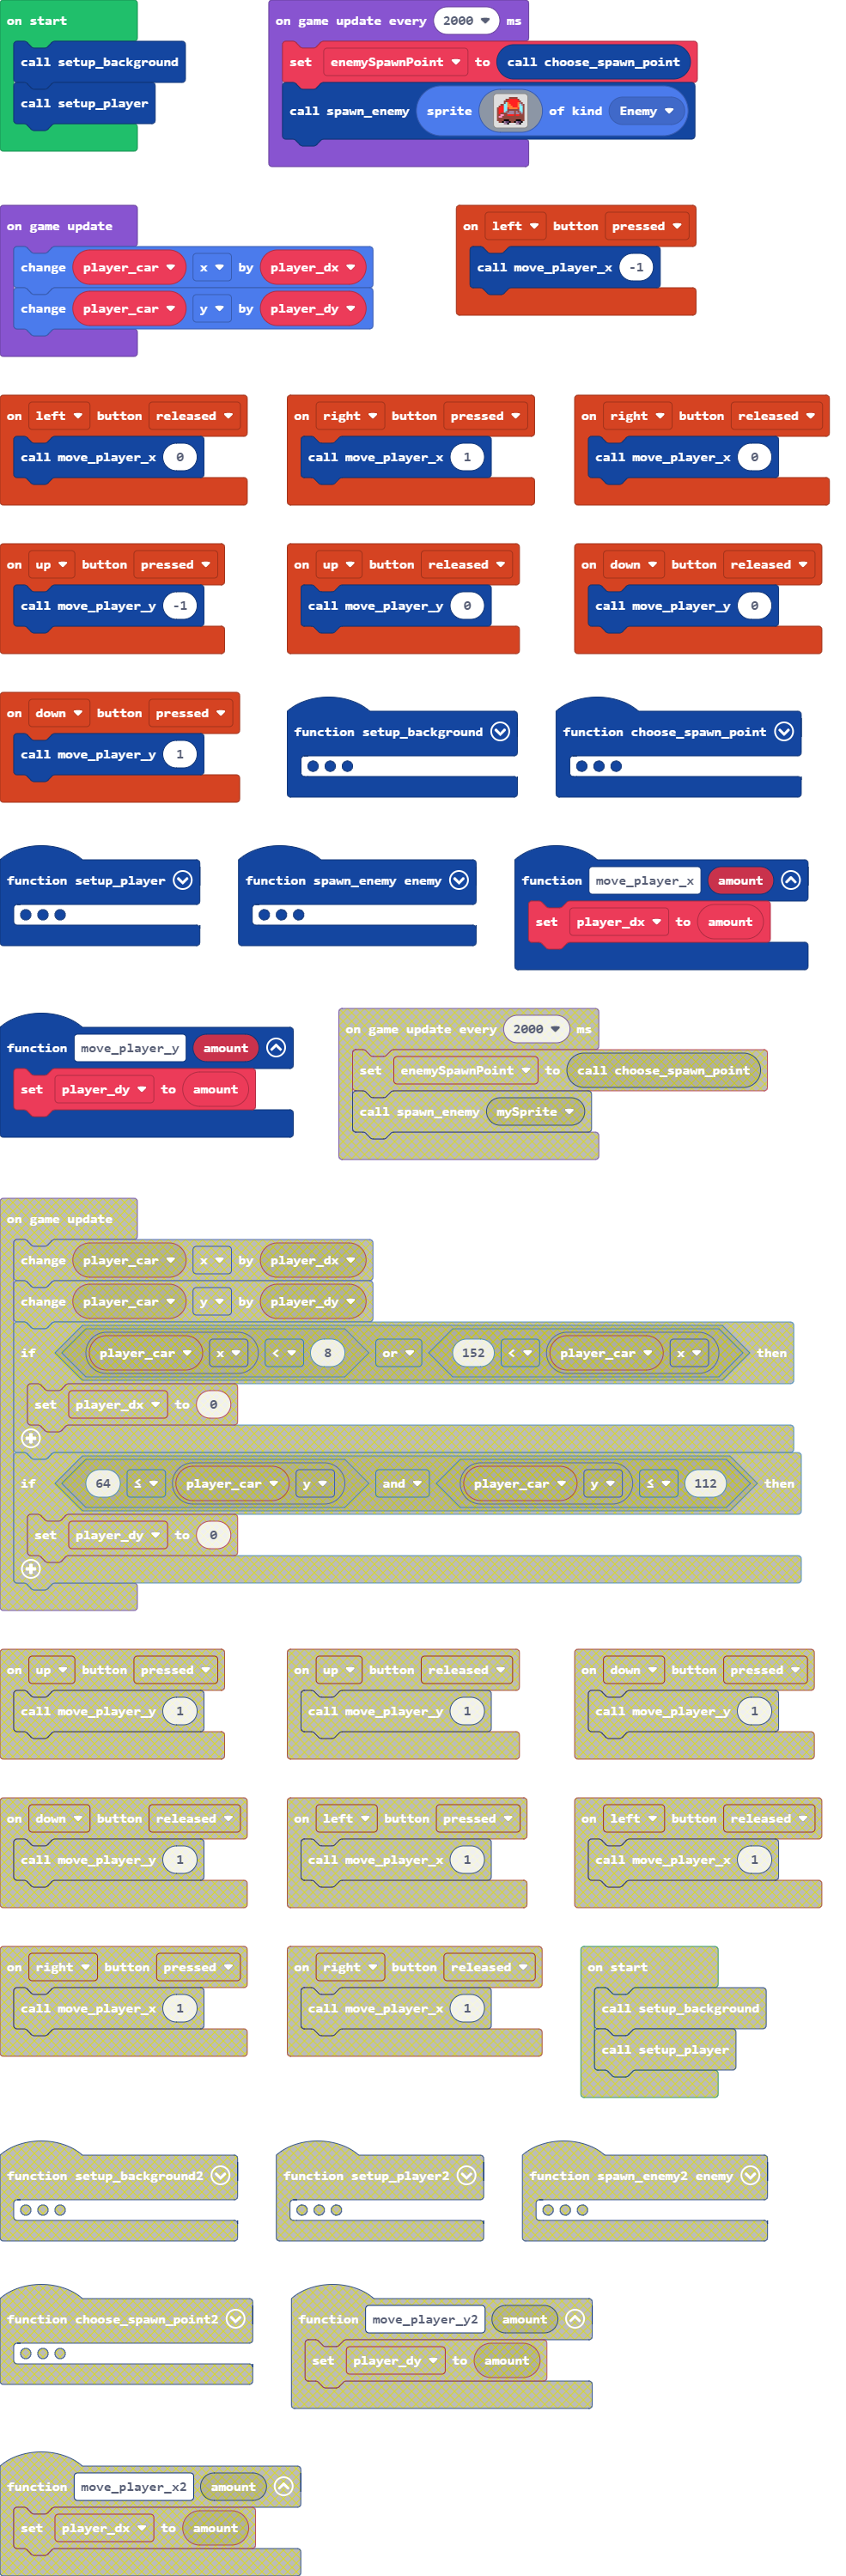 on start
call setup_background
call setup_player
on game update every 2000 ms
set enemySpawnPoint to call choose_spawn_point
call spawn_enemy sprite of kind Enemy
on game update
change player_car x by player_dx
change player_car y by player_dy
on left button pressed
call move_player_x -1
on left button released
call move_player_x 0
on right button pressed
call move_player_x 1
on right button released
call move_player_x 0
on up button pressed
call move_player_y -1
on up button released
call move_player_y 0
on down button released
call move_player_y 0
on down button pressed
call move_player_y 1
function setup_background
function choose_spawn_point
function setup_player
function spawn_enemy enemy
function move_player_x amount
set player_dx to amount
function move_player_y amount
set player_dy to amount
on game update every 2000 ms
set enemySpawnPoint to call choose_spawn_point
call spawn_enemy mySprite
on game update
change player_car x by player_dx
change player_car y by player_dy
if player_car x < 8 or 152 < player_car x then
set player_dx to 0
if 64 ≤ player_car y and player_car y ≤ 112 then
set player_dy to 0
on up button pressed
call move_player_y 1
on up button released
call move_player_y 1
on down button pressed
call move_player_y 1
on down button released
call move_player_y 1
on left button pressed
call move_player_x 1
on left button released
call move_player_x 1
on right button pressed
call move_player_x 1
on right button released
call move_player_x 1
on start
call setup_background
call setup_player
function setup_background2
function setup_player2
function spawn_enemy2 enemy
function choose_spawn_point2
function move_player_y2 amount
set player_dy to amount
function move_player_x2 amount
set player_dx to amount